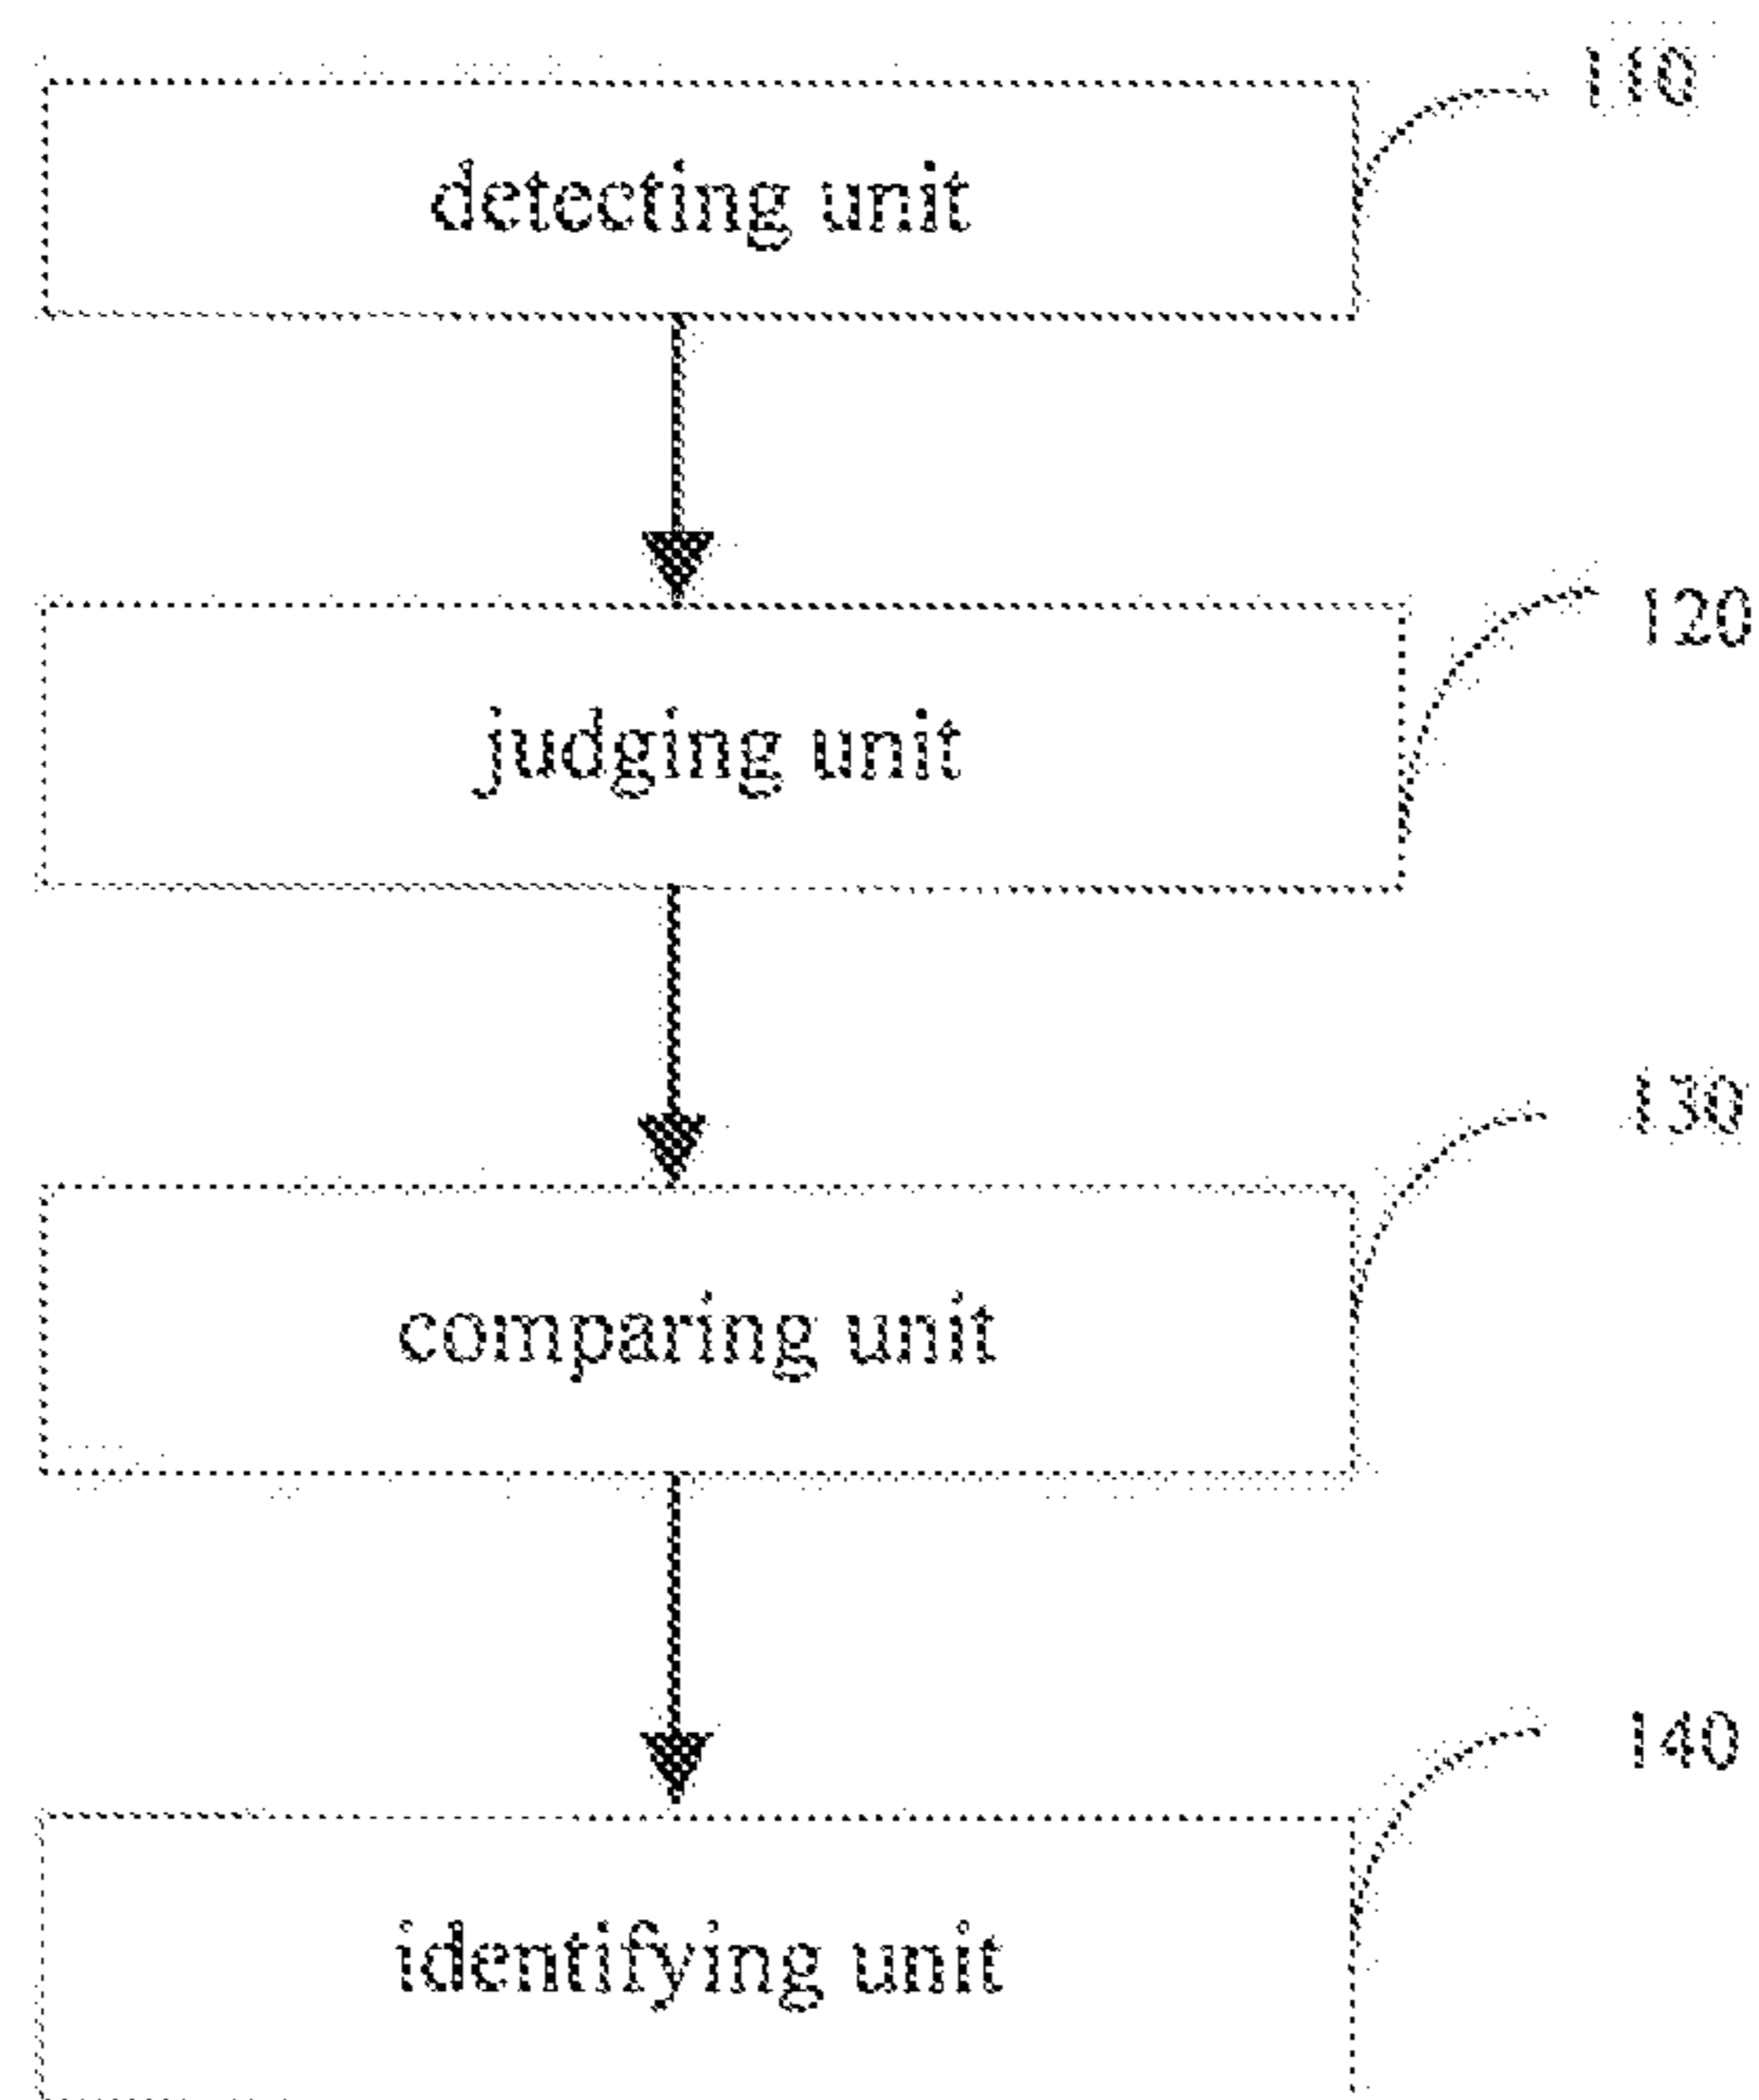 110
detecting unit
120
judging unit
130
comparing unit
140
identifying unit